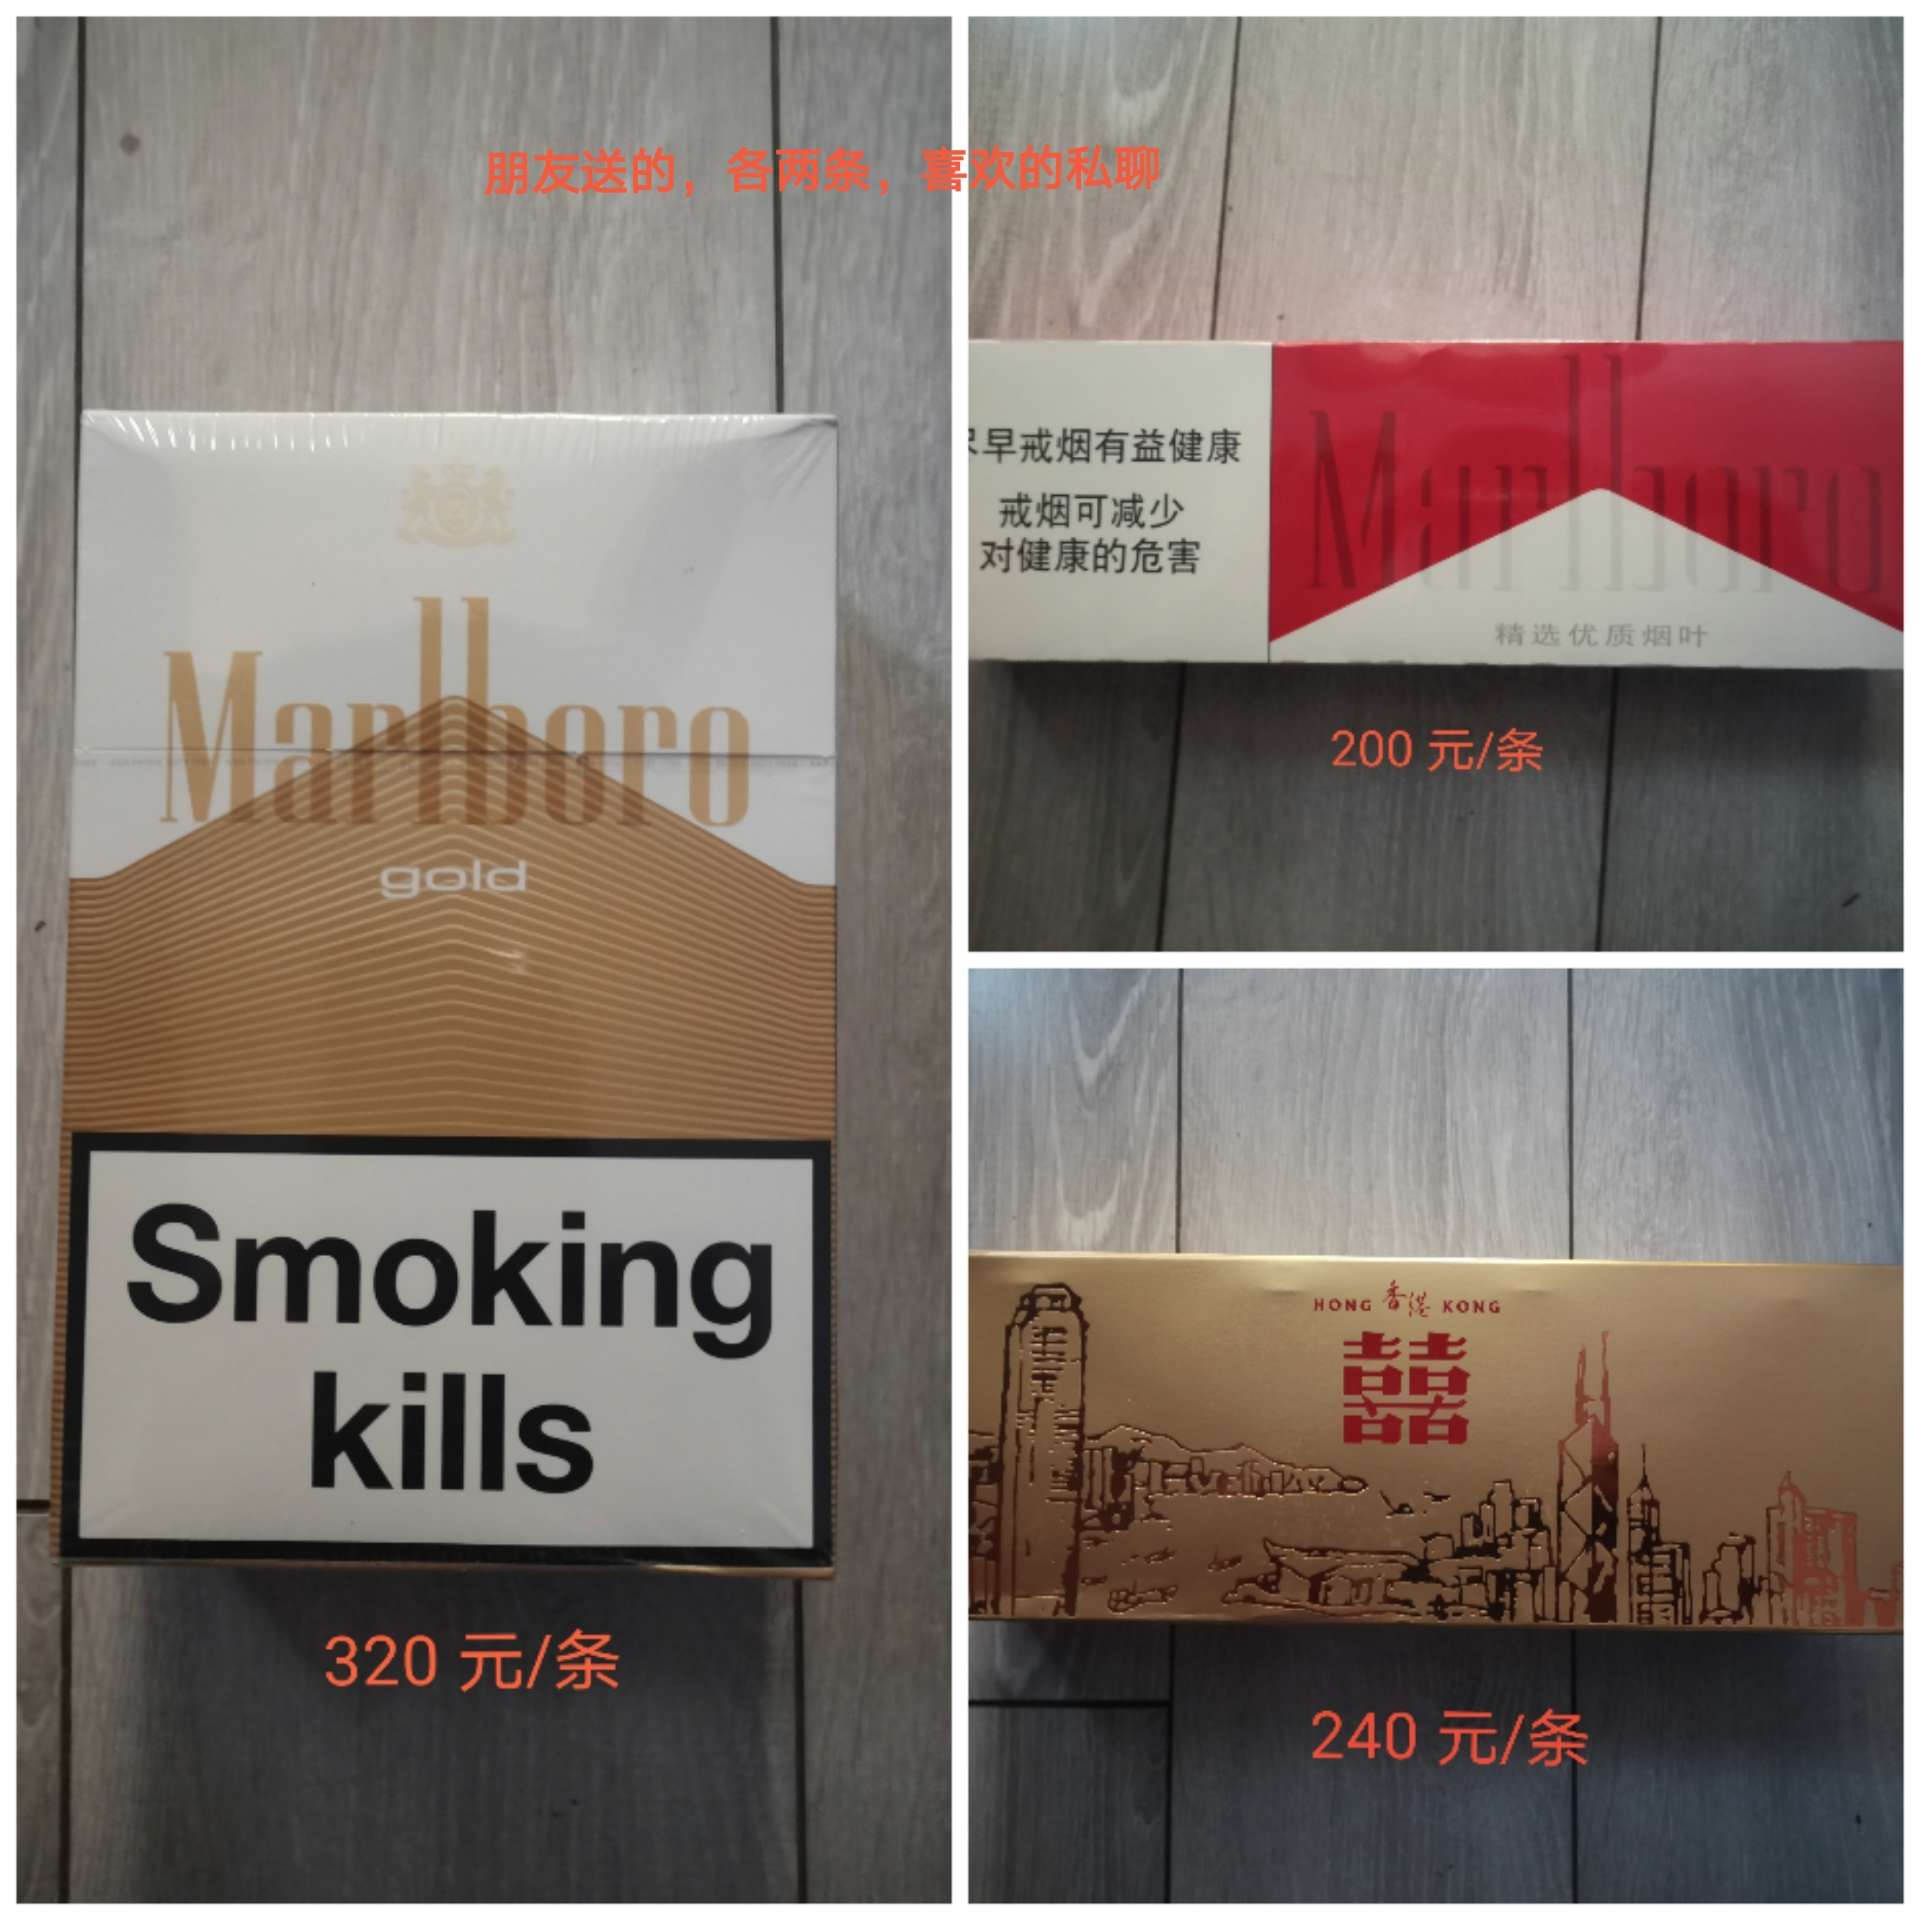 朋友送的，各两条，喜欢的私聊
Marlboro
gold
Smoking
kills
320 元/条
尽早戒烟有益健康
戒烟可减少
对健康的危害
Marlboro
精选优质烟叶
200 元/条
HONG 香港 KONG
囍
240 元/条